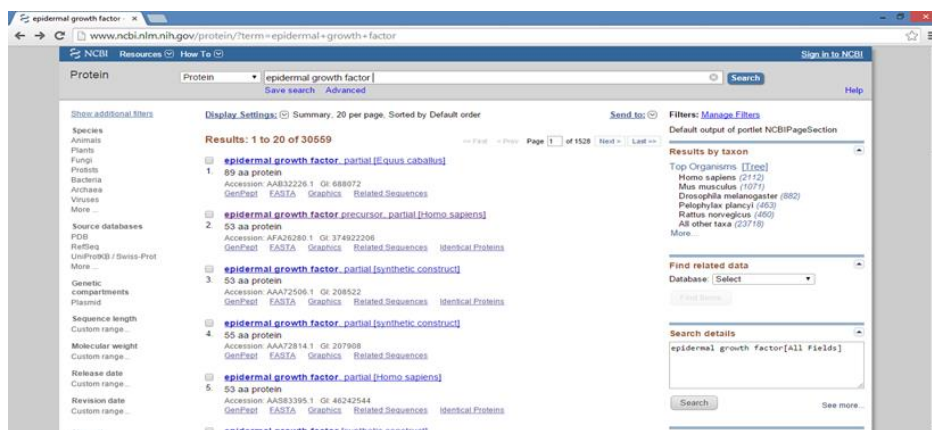 epidermal growth factor -
www.ncbi.nlm.nih.gov/protein/?term=epidermal+growth+factor
NCBI Resources How To Sign in to NCBI
Protein Protein epidermal growth factor Search
Save search Advanced Help
Show additional filters
Species
Animals
Plants
Fungi
Protists
Bacteria
Archaea
Viruses
More ...
Source databases
PDB
RefSeq
UniProtKB / Swiss-Prot
More ...
Genetic
compartments
Plasmid
Sequence length
Custom range...
Molecular weight
Custom range...
Release date
Custom range...
Revision date
Custom range...
Display Settings: Summary, 20 per page, Sorted by Default order Send to:
Results: 1 to 20 of 30559
<< First < Prev Page 1 of 1528 Next > Last >>
epidermal growth factor, partial [Equus caballus]
1. 89 aa protein
Accession: AAB32226.1 GI: 688072
GenPept FASTA Graphics Related Sequences
epidermal growth factor precursor, partial [Homo sapiens]
2. 53 aa protein
Accession: AFA26280.1 GI: 374922206
GenPept FASTA Graphics Related Sequences Identical Proteins
epidermal growth factor, partial [synthetic construct]
3. 53 aa protein
Accession: AAA72506.1 GI: 208522
GenPept FASTA Graphics Related Sequences Identical Proteins
epidermal growth factor, partial [synthetic construct]
4. 55 aa protein
Accession: AAA72814.1 GI: 207908
GenPept FASTA Graphics Related Sequences Identical Proteins
epidermal growth factor, partial [Homo sapiens]
5. 53 aa protein
Accession: AAS83395.1 GI: 46242544
GenPept FASTA Graphics Related Sequences Identical Proteins
Filters: Manage Filters
Default output of portlet NCBIPageSection
Results by taxon
Top Organisms [Tree]
Homo sapiens (2112)
Mus musculus (1071)
Drosophila melanogaster (882)
Pelophylax plancyi (463)
Rattus norvegicus (460)
All other taxa (23718)
More...
Find related data
Database: Select
Find items
Search details
epidermal growth factor[All Fields]
Search See more...